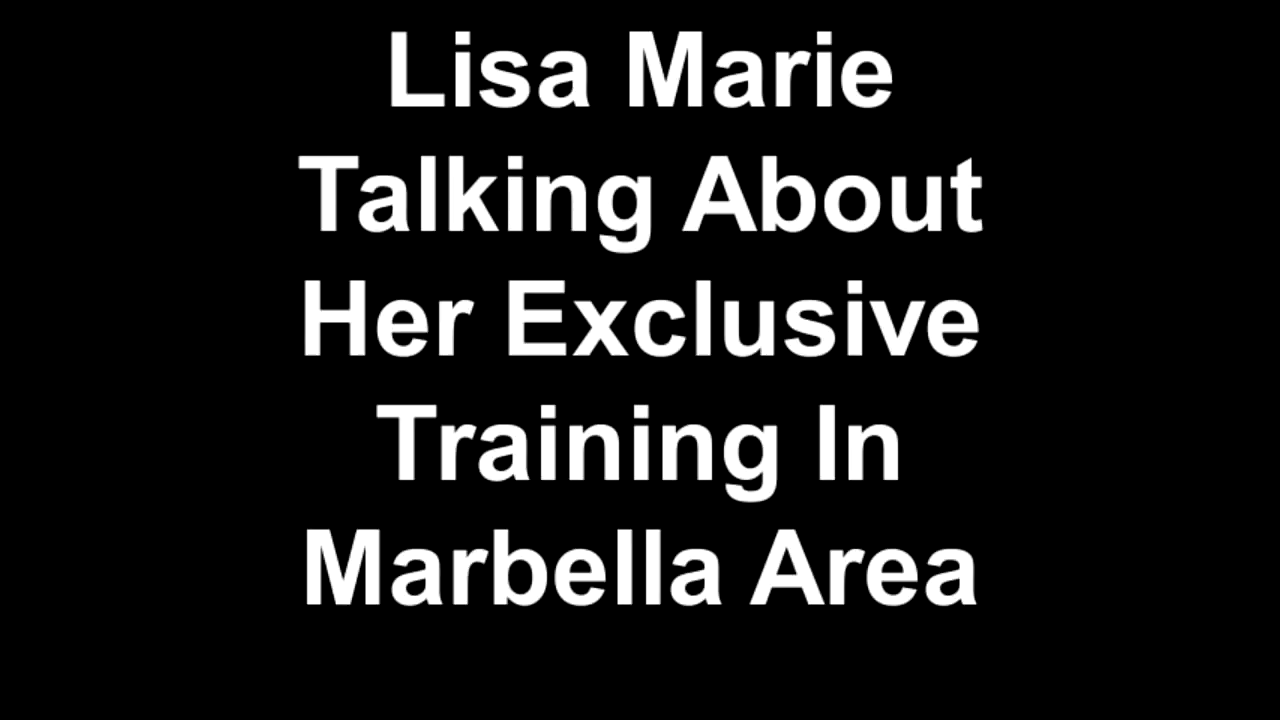 Lisa Marie
Talking About
Her Exclusive
Training In
Marbella Area